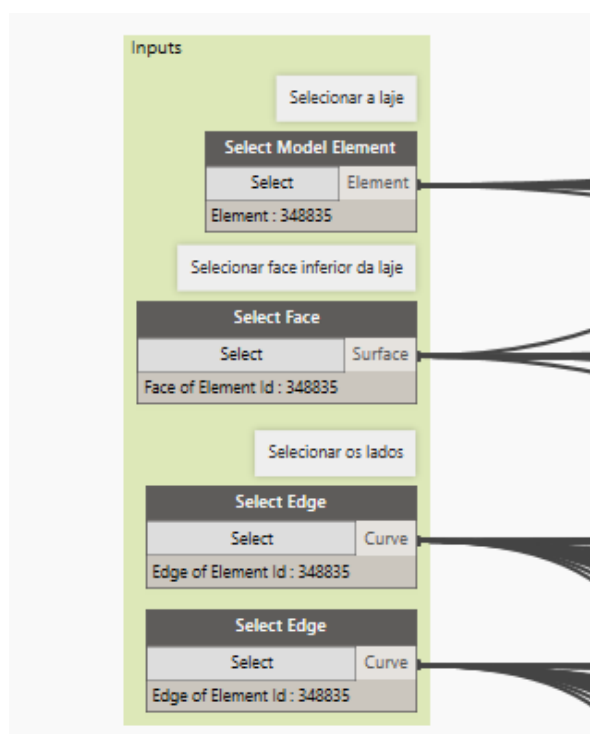 Inputs
Selecionar a laje
Select Model Element
Select Element
Element : 348835
Selecionar face inferior da laje
Select Face
Select Surface
Face of Element Id : 348835
Selecionar os lados
Select Edge
Select Curve
Edge of Element Id : 348835
Select Edge
Select Curve
Edge of Element Id : 348835